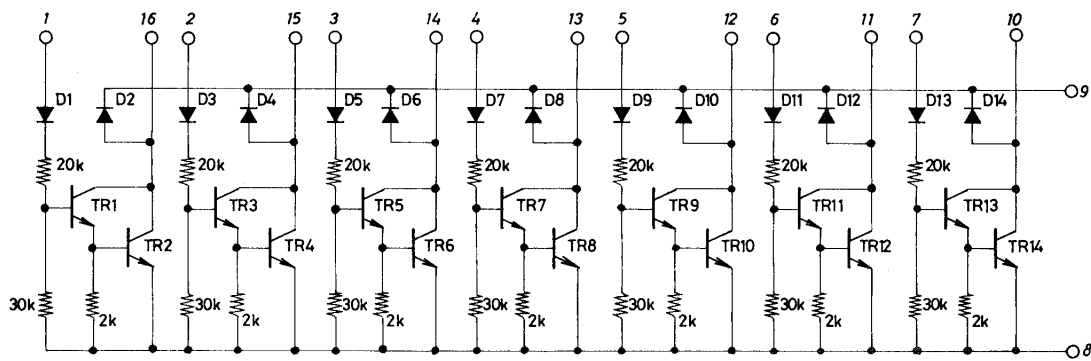 1 16 2 15 3 14 4 13 5 12 6 11 7 10
D1 D2 D3 D4 D5 D6 D7 D8 D9 D10 D11 D12 D13 D14 9
20k 20k 20k 20k 20k 20k 20k
TR1 TR3 TR5 TR7 TR9 TR11 TR13
TR2 TR4 TR6 TR8 TR10 TR12 TR14
30k 2k 30k 2k 30k 2k 30k 2k 30k 2k 30k 2k 30k 2k
8